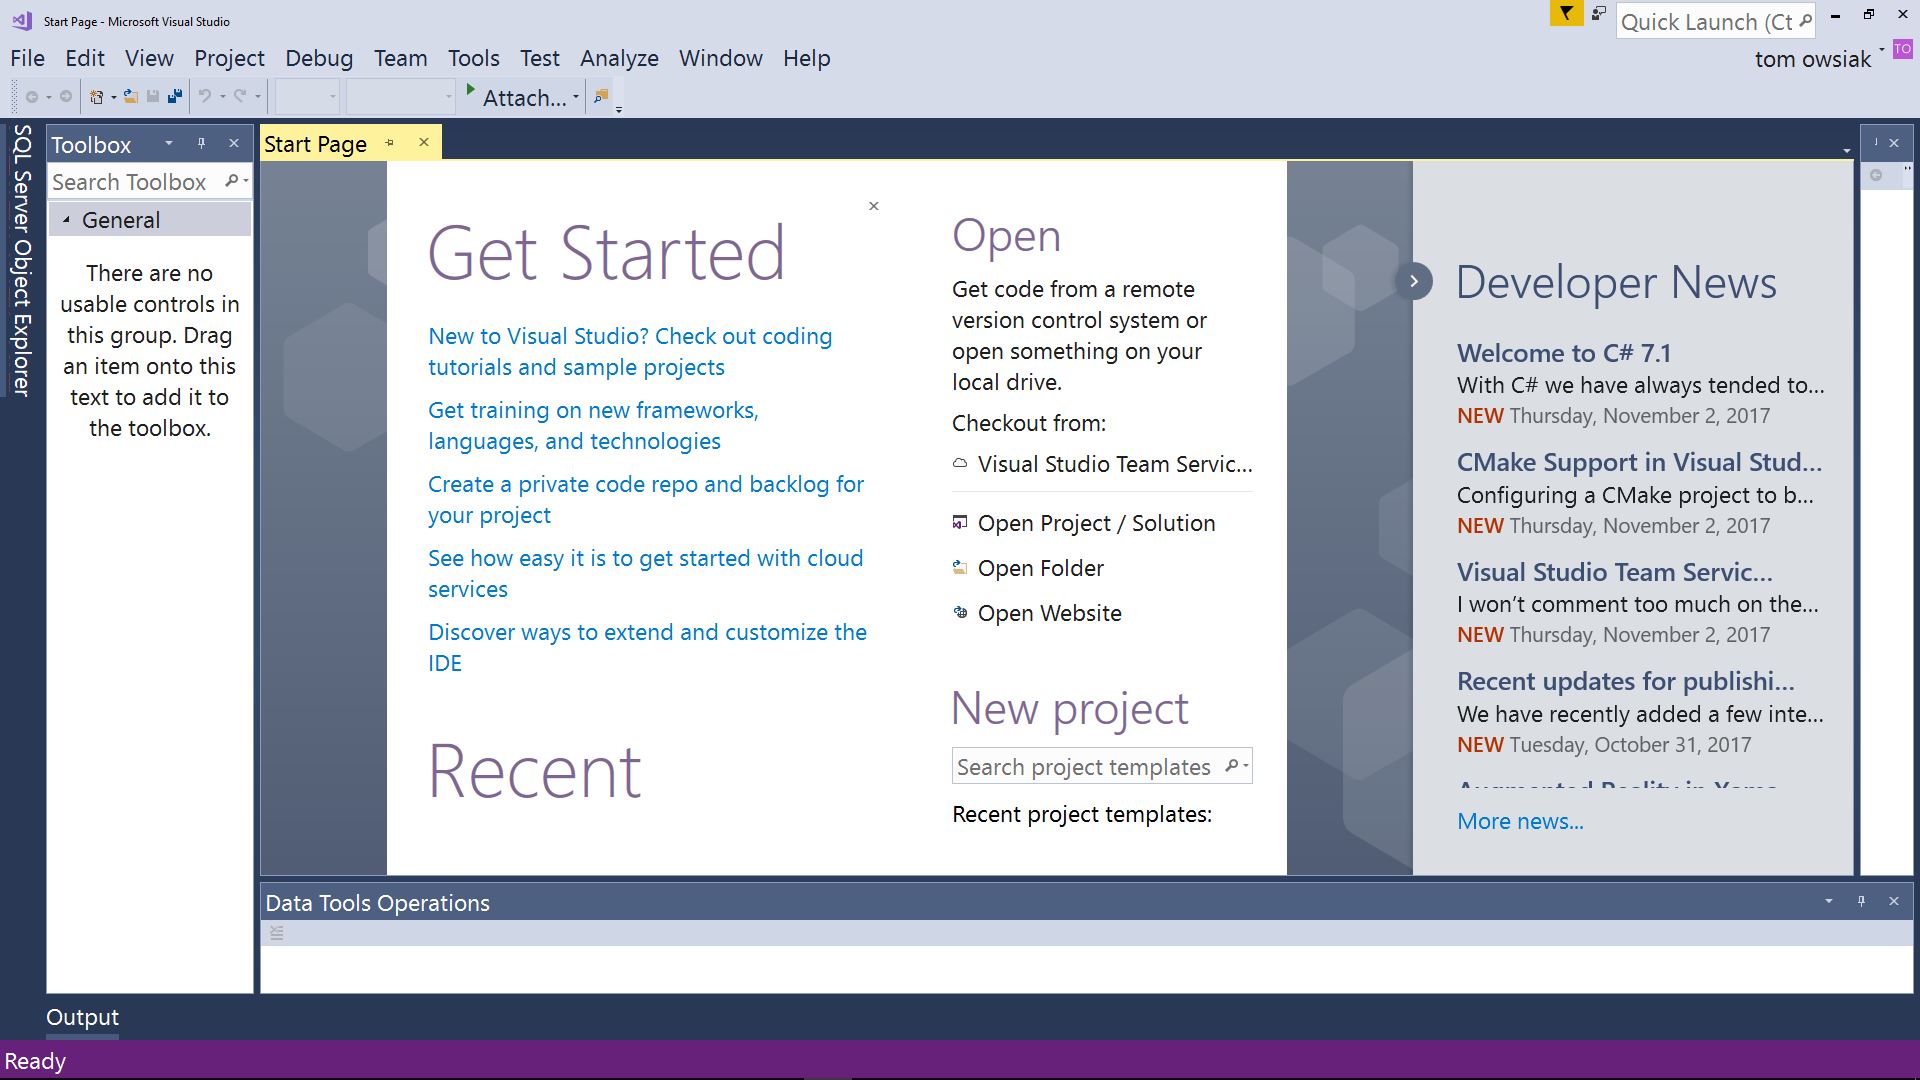 Start Page - Microsoft Visual Studio
Quick Launch (Ct
File Edit View Project Debug Team Tools Test Analyze Window Help
tom owsiak
TO
Attach...
SQL Server Object Explorer
Toolbox
Search Toolbox
General
There are no
usable controls in
this group. Drag
an item onto this
text to add it to
the toolbox.
Start Page
Get Started
New to Visual Studio? Check out coding
tutorials and sample projects
Get training on new frameworks,
languages, and technologies
Create a private code repo and backlog for
your project
See how easy it is to get started with cloud
services
Discover ways to extend and customize the
IDE
Recent
Open
Get code from a remote
version control system or
open something on your
local drive.
Checkout from:
Visual Studio Team Servic...
Open Project / Solution
Open Folder
Open Website
New project
Search project templates
Recent project templates:
Developer News
Welcome to C# 7.1
With C# we have always tended to...
NEW Thursday, November 2, 2017
CMake Support in Visual Stud...
Configuring a CMake project to b...
NEW Thursday, November 2, 2017
Visual Studio Team Servic...
I won't comment too much on the...
NEW Thursday, November 2, 2017
Recent updates for publishi...
We have recently added a few inte...
NEW Tuesday, October 31, 2017
More news...
Data Tools Operations
Output
Ready